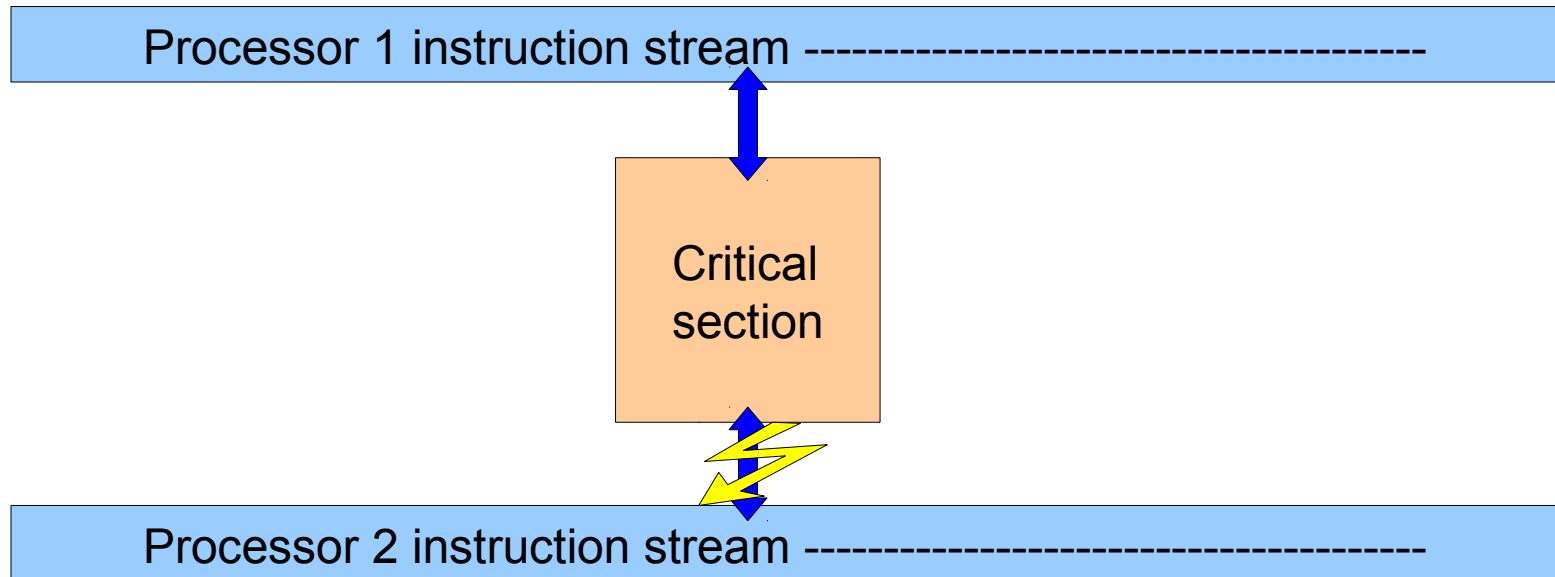 Processor 1 instruction stream ---------------------------------------
Critical
section
Processor 2 instruction stream ---------------------------------------